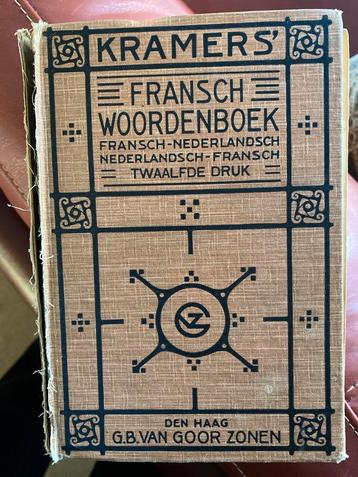 KRAMERS'
FRANSCH
WOORDENBOEK
FRANSCH-NEDERLANDSCH
NEDERLANDSCH-FRANSCH
TWAALFDE DRUK
DEN HAAG
G.B. VAN GOOR ZONEN